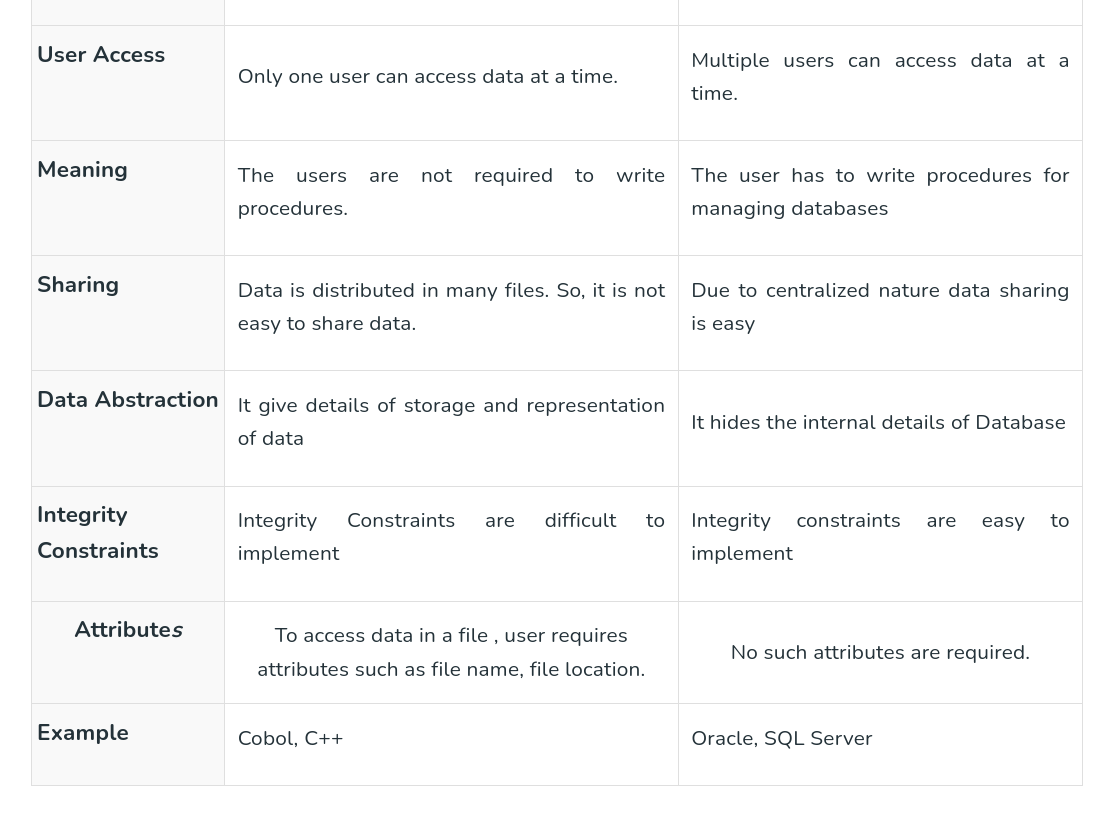 User Access
Only one user can access data at a time.
Multiple users can access data at a
time.
Meaning
The users are not required to write
procedures.
The user has to write procedures for
managing databases
Sharing
Data is distributed in many files. So, it is not
easy to share data.
Due to centralized nature data sharing
is easy
Data Abstraction
It give details of storage and representation
of data
It hides the internal details of Database
Integrity
Constraints
Integrity Constraints are difficult to
implement
Integrity constraints are easy to
implement
Attributes
To access data in a file , user requires
attributes such as file name, file location.
No such attributes are required.
Example
Cobol, C++
Oracle, SQL Server